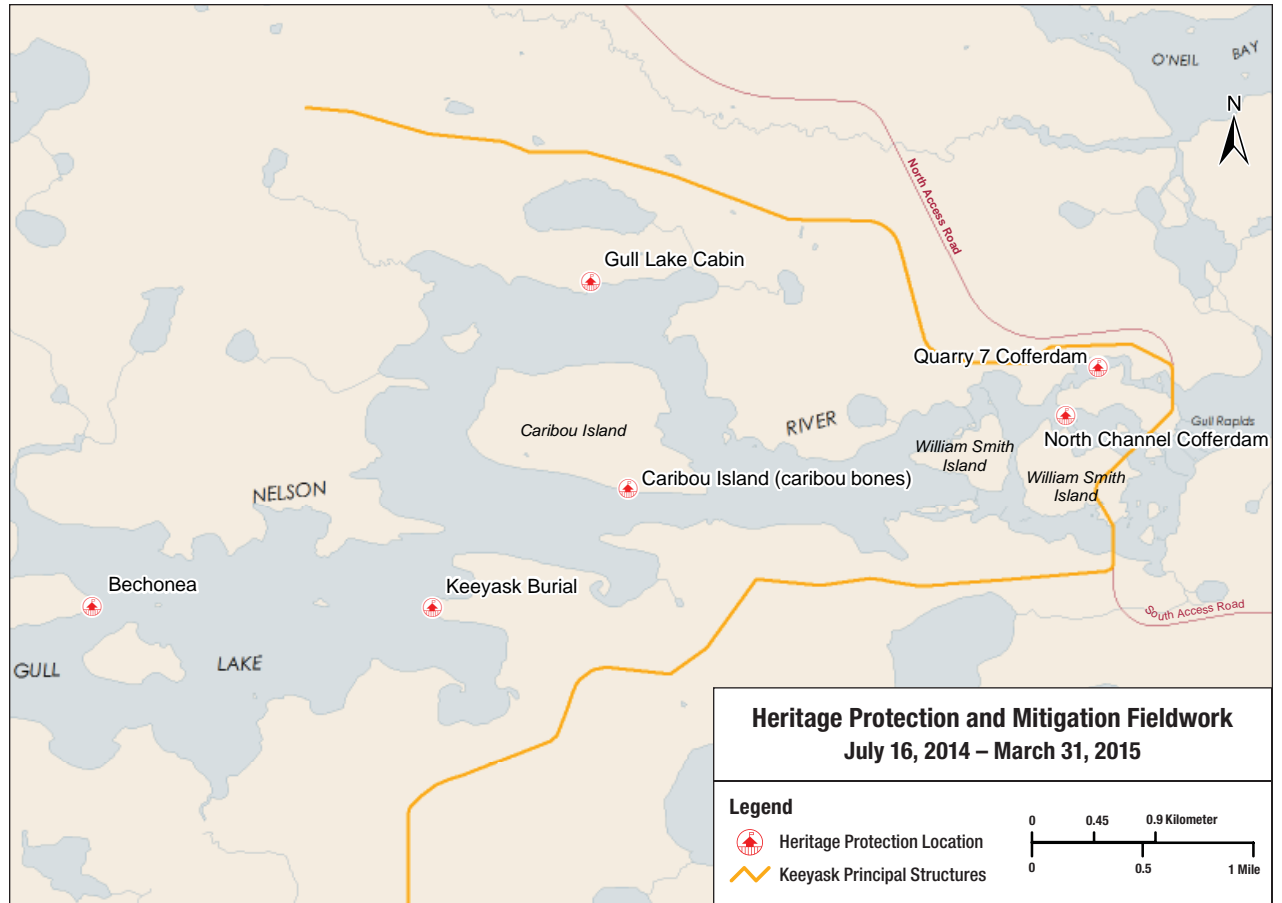 O'NEIL BAY
N
North Access Road
Gull Lake Cabin
Quarry 7 Cofferdam
Caribou Island
RIVER
Gull Rapids
North Channel Cofferdam
William Smith
Island
William Smith
Island
Caribou Island (caribou bones)
NELSON
Bechonea
Keeyask Burial
South Access Road
GULL LAKE
Heritage Protection and Mitigation Fieldwork
July 16, 2014 – March 31, 2015
Legend
Heritage Protection Location
Keeyask Principal Structures
0 0.45 0.9 Kilometer
0 0.5 1 Mile